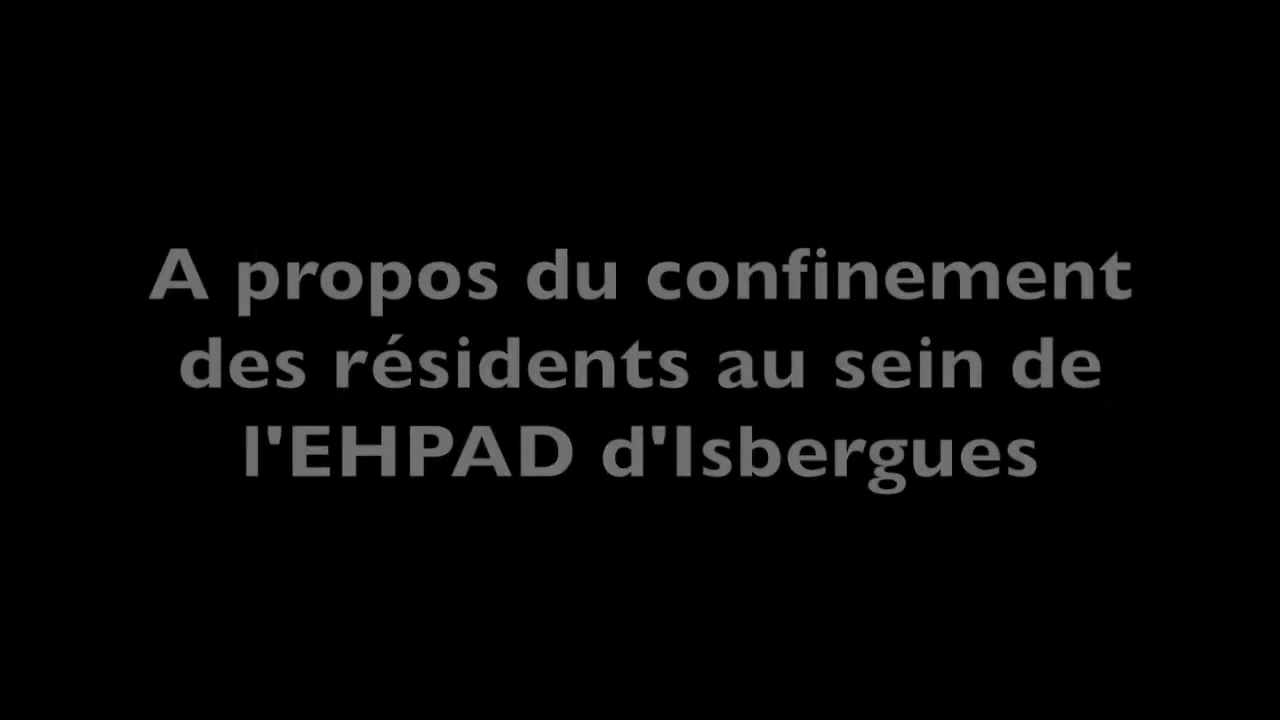 A propos du confinement
des résidents au sein de
l'EHPAD d'Isbergues